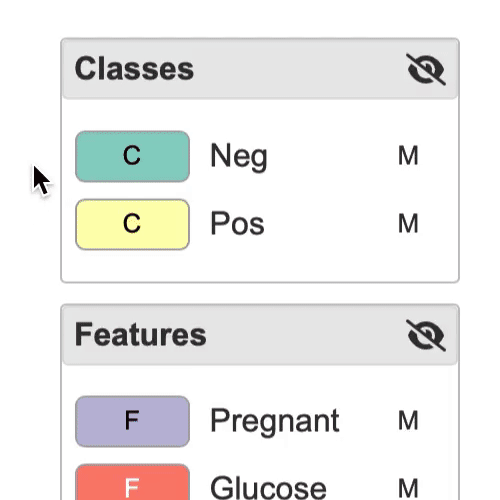 Classes
C Neg M
C Pos M
Features
F Pregnant M
F Glucose M